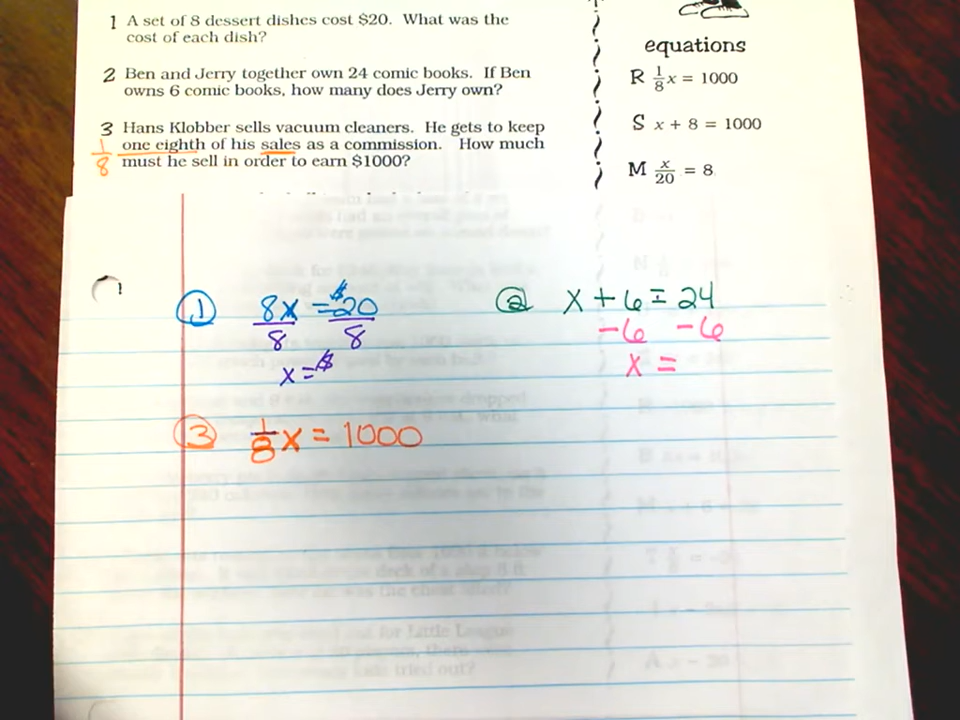 1 A set of 8 dessert dishes cost $20. What was the
cost of each dish?
2 Ben and Jerry together own 24 comic books. If Ben
owns 6 comic books, how many does Jerry own?
3 Hans Klobber sells vacuum cleaners. He gets to keep
1/8 one eighth of his sales as a commission. How much
must he sell in order to earn $1000?
equations
R 1/8 x = 1000
S x + 8 = 1000
M x/20 = 8
① 8x = $20
8 8
x = $
② x + 6 = 24
-6 -6
x =
③ 1/8 x = 1000